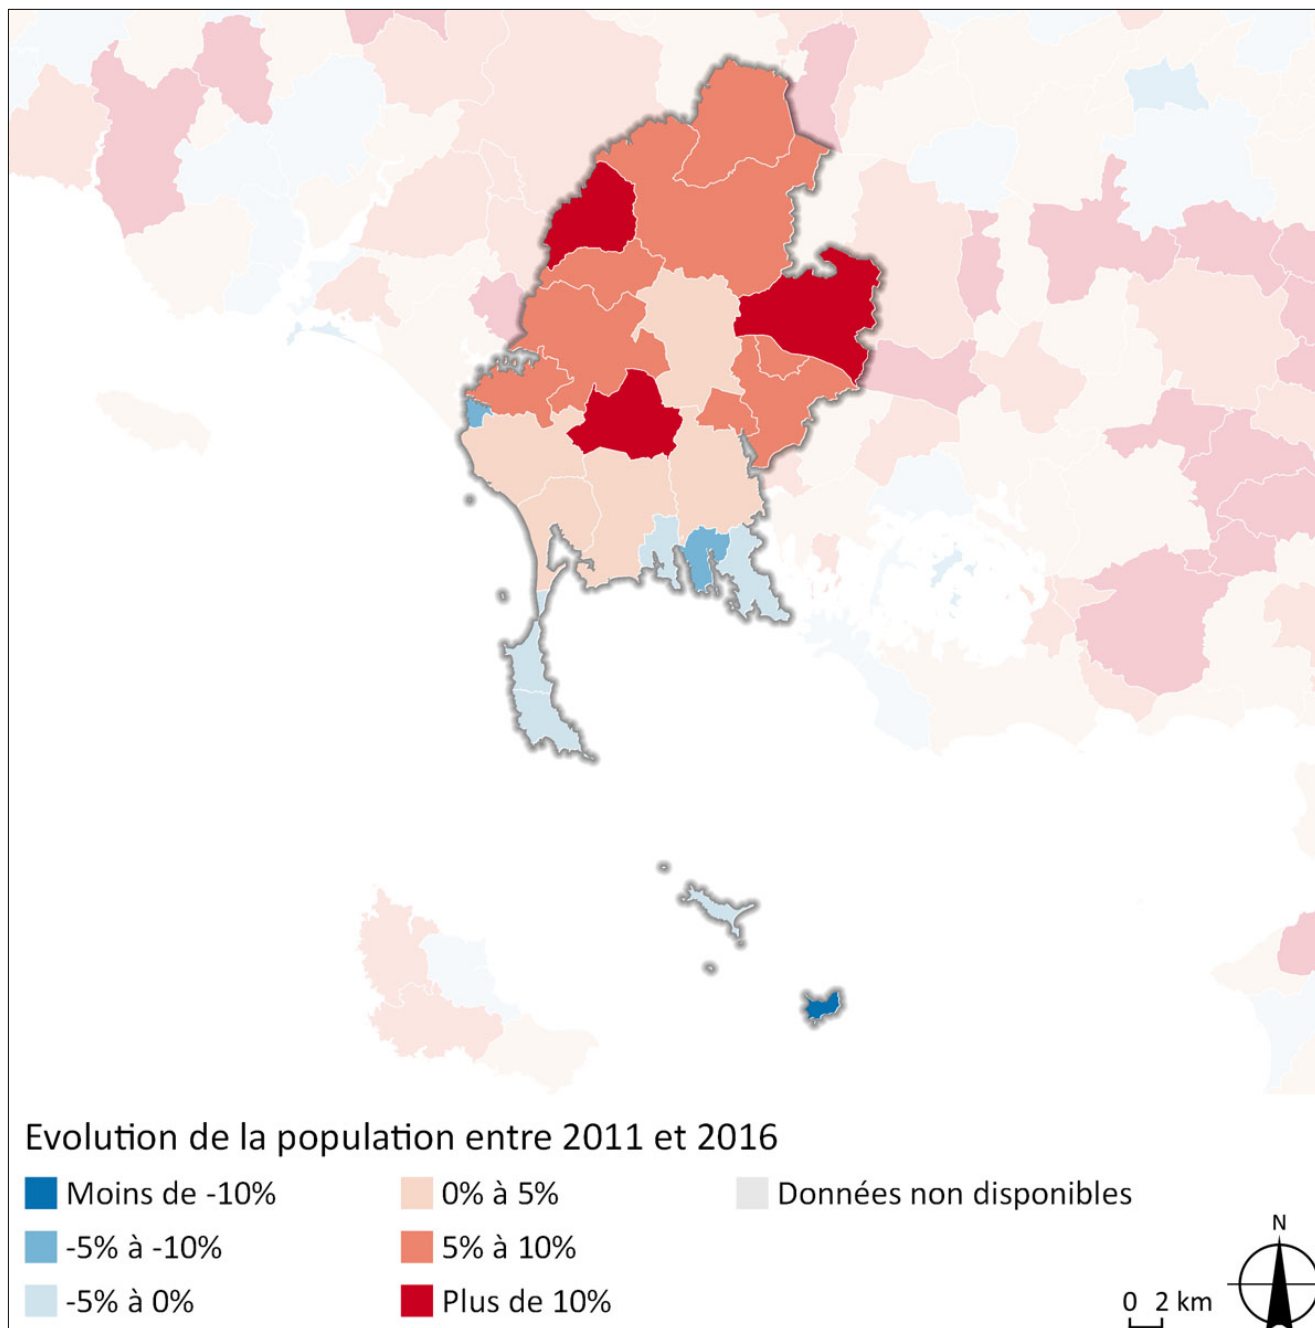 Evolution de la population entre 2011 et 2016
Moins de -10%
-5% à -10%
-5% à 0%
0% à 5%
5% à 10%
Plus de 10%
Données non disponibles
N
0 2 km